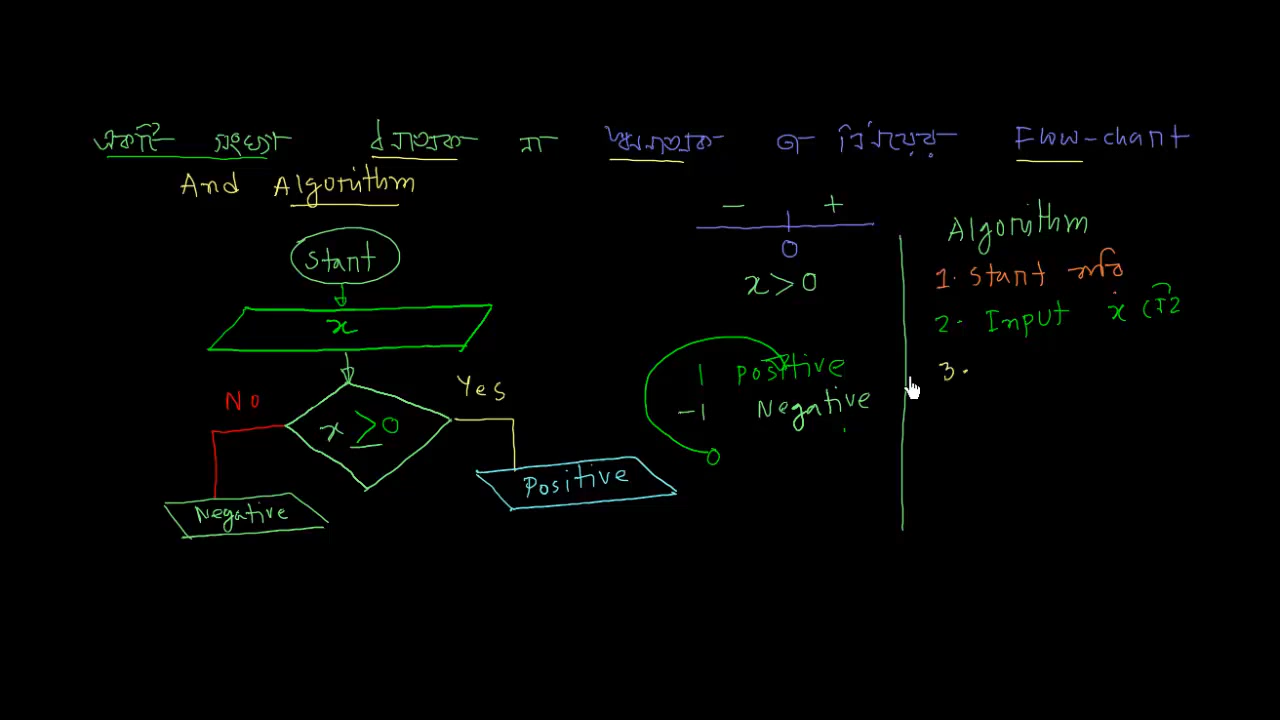 একটি সংখ্যা ঋনাত্মক না ধনাত্মক তা নির্ণয়ের Flow-chart
And Algorithm
Start
x
x ≥ 0
No
Yes
Negative
Positive
- +
0
x > 0
1 Positive
-1 Negative
0
Algorithm
1. Start করি
2. Input x নেই
3.